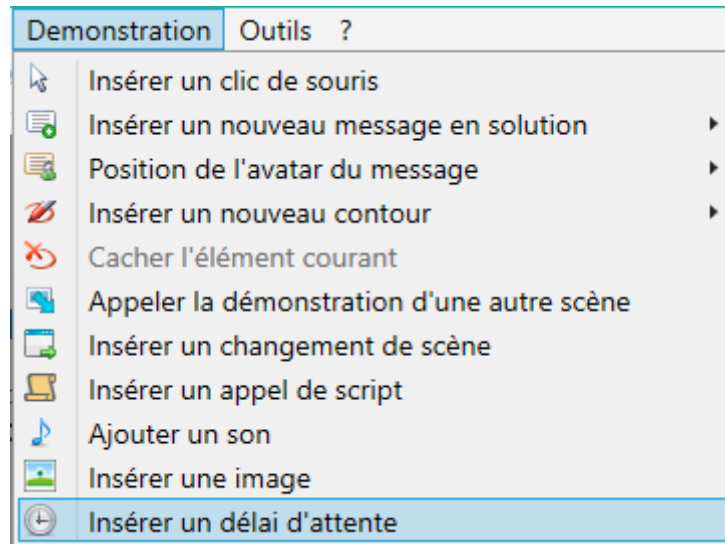 Demonstration Outils ?
Insérer un clic de souris
Insérer un nouveau message en solution
Position de l'avatar du message
Insérer un nouveau contour
Cacher l'élément courant
Appeler la démonstration d'une autre scène
Insérer un changement de scène
Insérer un appel de script
Ajouter un son
Insérer une image
Insérer un délai d'attente